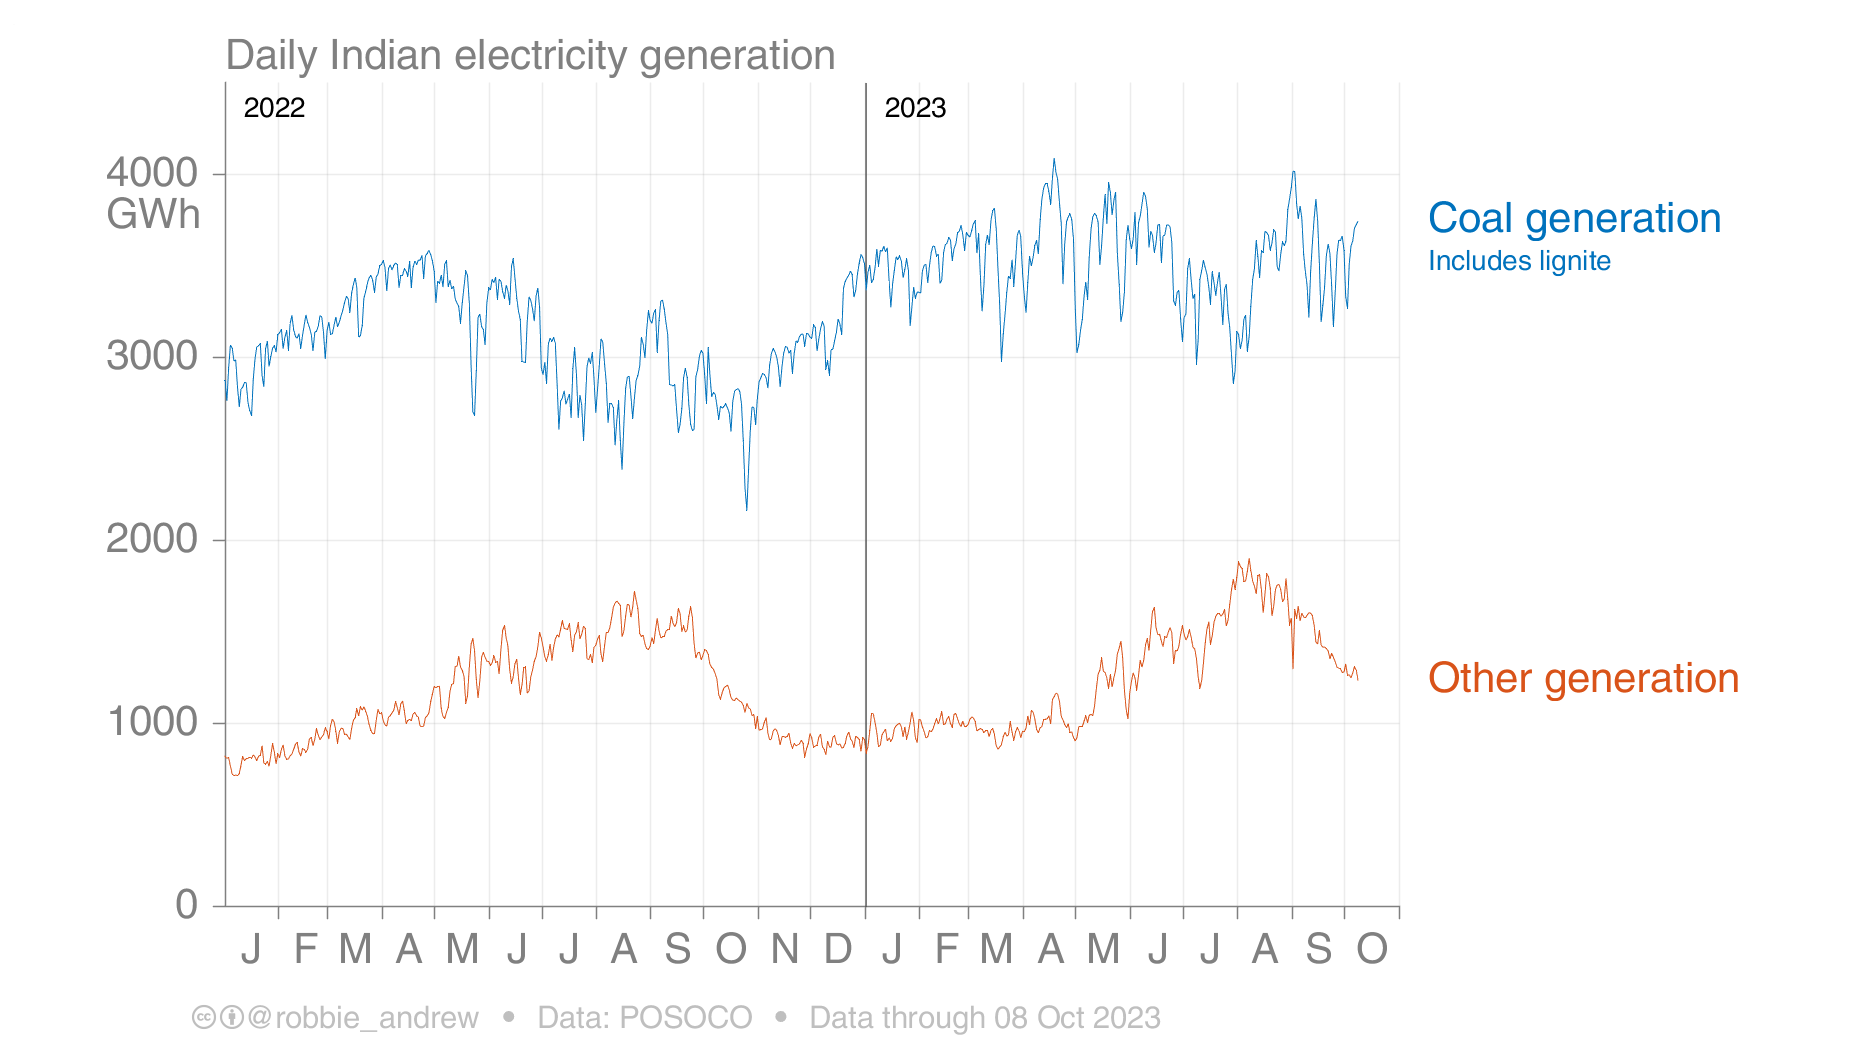 Daily Indian electricity generation
2022
2023
4000
GWh
3000
2000
1000
0
Coal generation
Includes lignite
Other generation
J F M A M J J A S O N D J F M A M J J A S O
@robbie_andrew • Data: POSOCO • Data through 08 Oct 2023